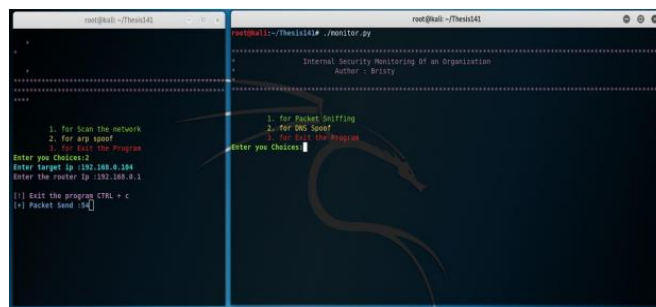 root@kali: ~/Thesis141
*
*
*
****************************************
****************************************
****
1. for Scan the network
2. for arp spoof
3. for Exit the Program
Enter you Choices:2
Enter target ip :192.168.0.104
Enter the router Ip :192.168.0.1
[!] Exit the program CTRL + c
[+] Packet Send :54
root@kali: ~/Thesis141
root@kali:~/Thesis141# ./monitor.py
********************************************************************************
* Internal Security Monitoring Of an Organization
* Author : Bristy
********************************************************************************
1. for Packet Sniffing
2. for DNS Spoof
3. for Exit the Program
Enter you Choices: